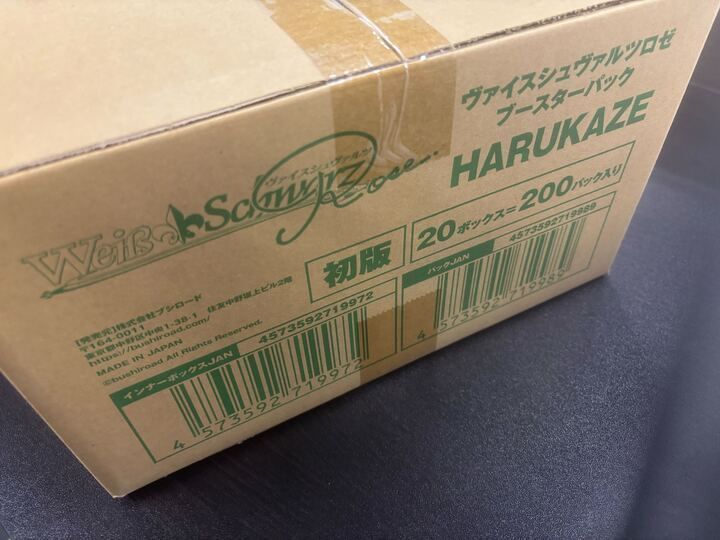 ヴァイスシュヴァルツロゼ
ブースターパック
HARUKAZE
ヴァイスシュヴァルツ
Weiß Schwarz
Rose
初版
20ボックス=200パック入り
[発売元]株式会社ブシロード
〒164-0011
東京都中野区中央1-38-1 住友中野坂上ビル2階
https://bushiroad.com/
MADE IN JAPAN
©bushiroad All Rights Reserved.
インナーボックスJAN 4573592719972
4 573592 719972
パックJAN 4573592719989
4 573592 719989